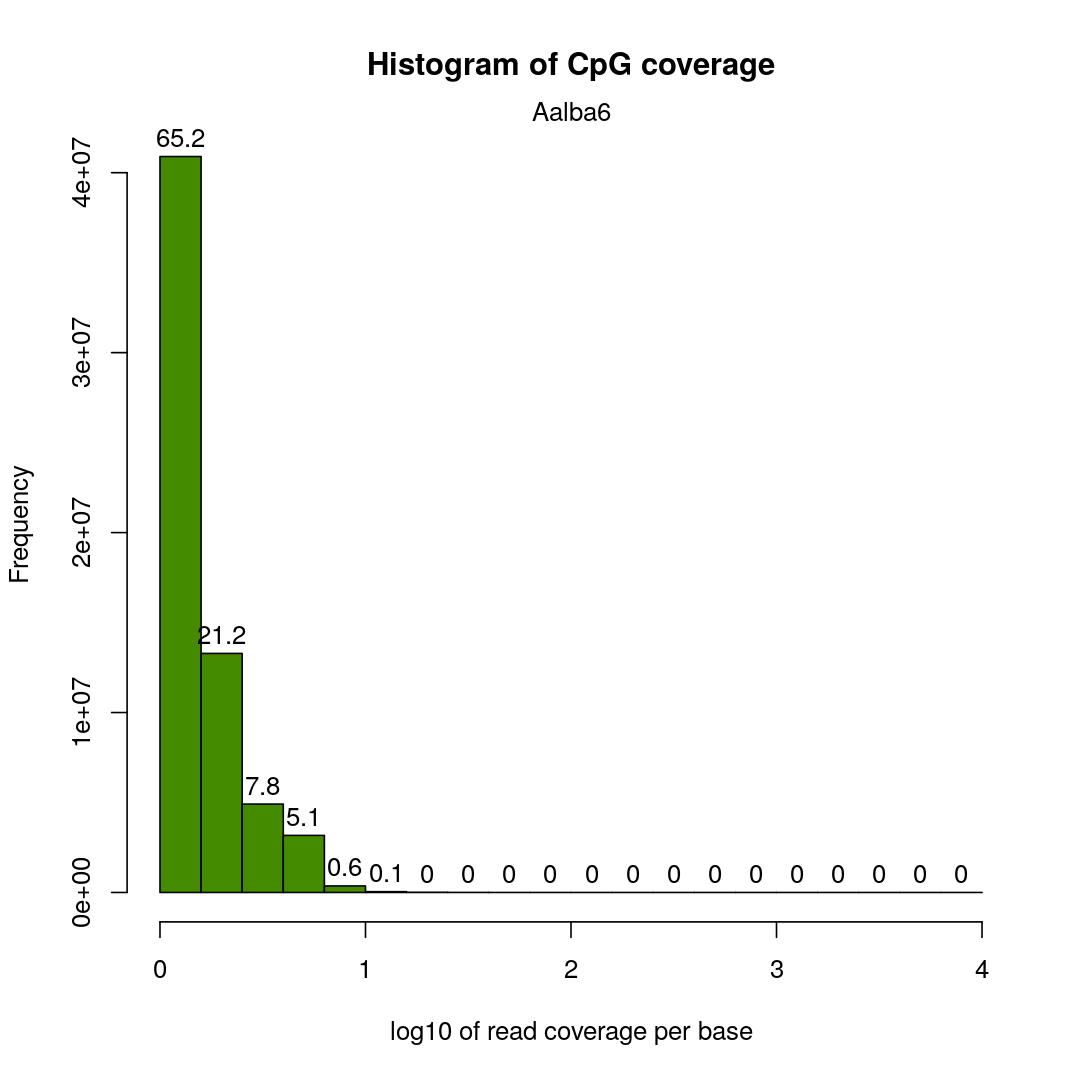 Histogram of CpG coverage
Aalba6
65.2
21.2
7.8
5.1
0.6 0.1 0 0 0 0 0 0 0 0 0 0 0 0 0 0
4e+07
3e+07
2e+07
1e+07
0e+00
Frequency
0 1 2 3 4
log10 of read coverage per base